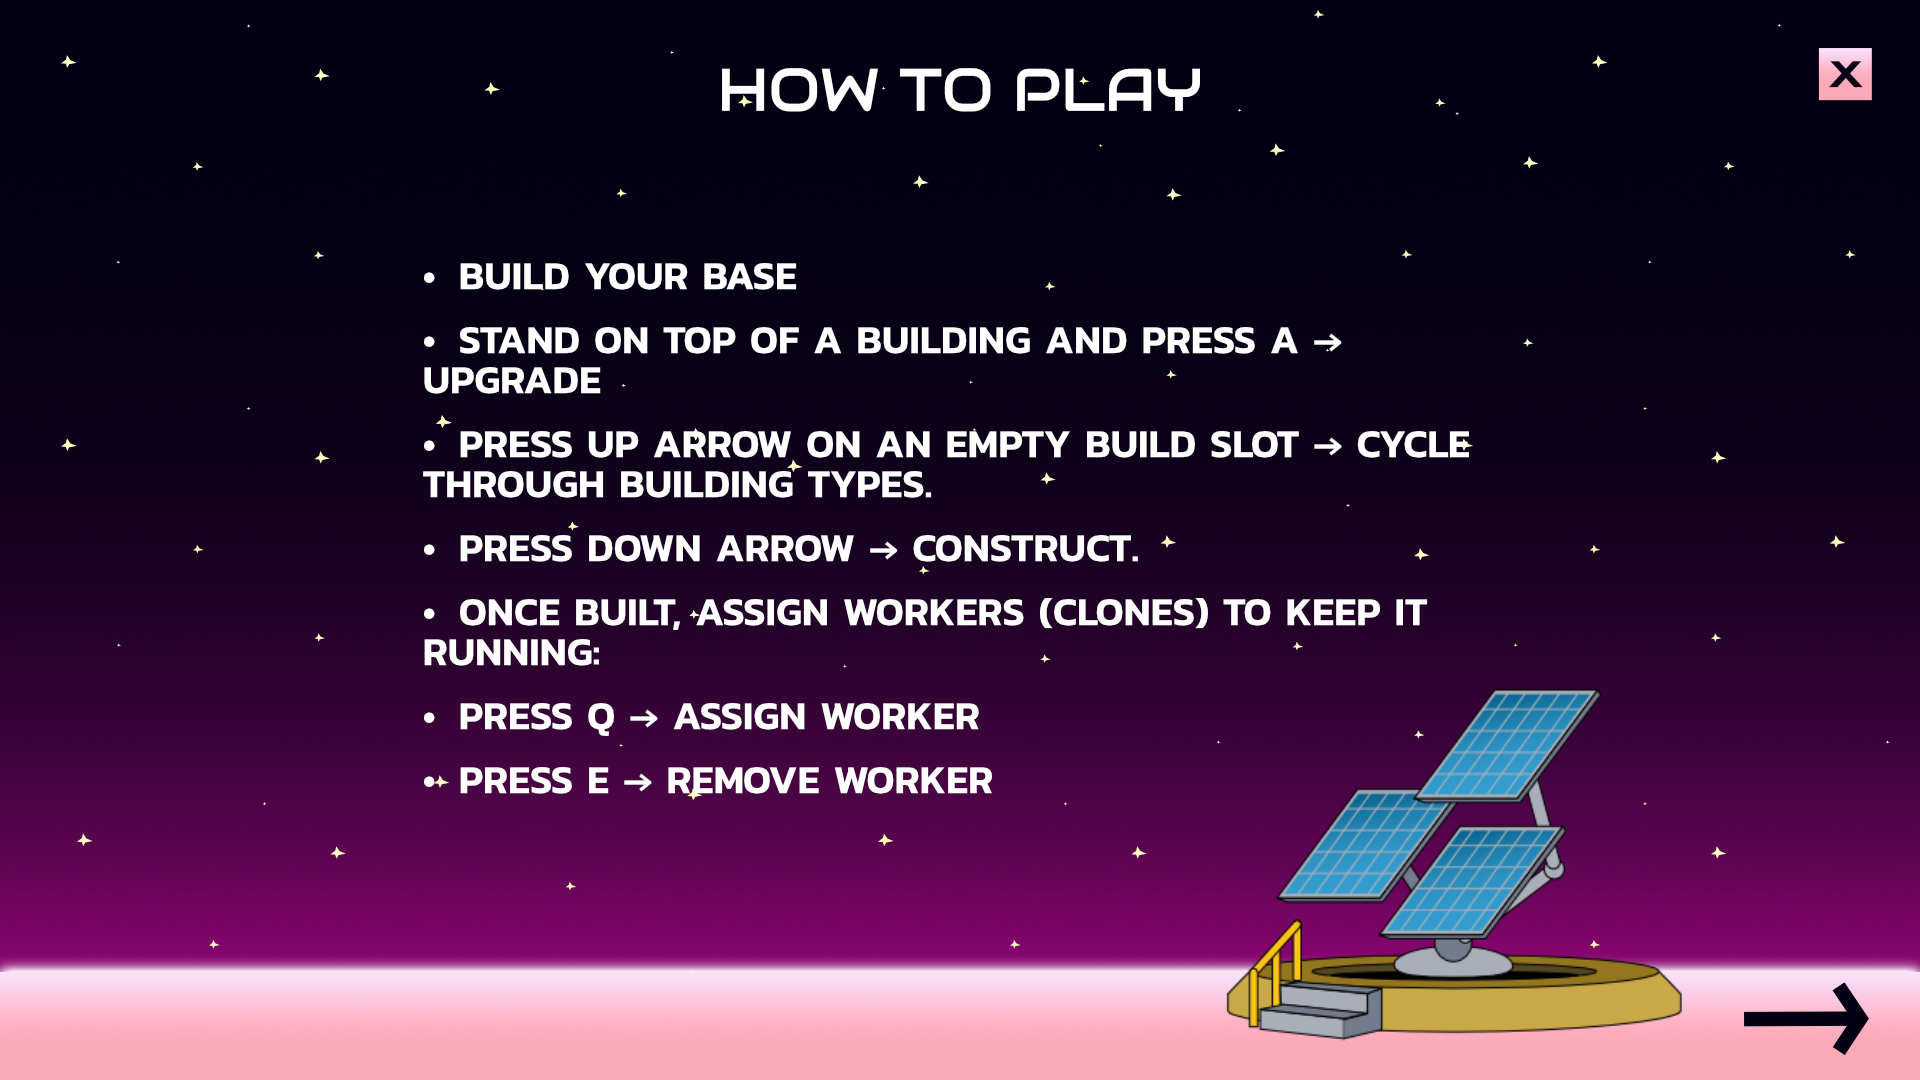 HOW TO PLAY
X
• BUILD YOUR BASE
• STAND ON TOP OF A BUILDING AND PRESS A →
UPGRADE
• PRESS UP ARROW ON AN EMPTY BUILD SLOT → CYCLE
THROUGH BUILDING TYPES.
• PRESS DOWN ARROW → CONSTRUCT.
• ONCE BUILT, ASSIGN WORKERS (CLONES) TO KEEP IT
RUNNING:
• PRESS Q → ASSIGN WORKER
• PRESS E → REMOVE WORKER